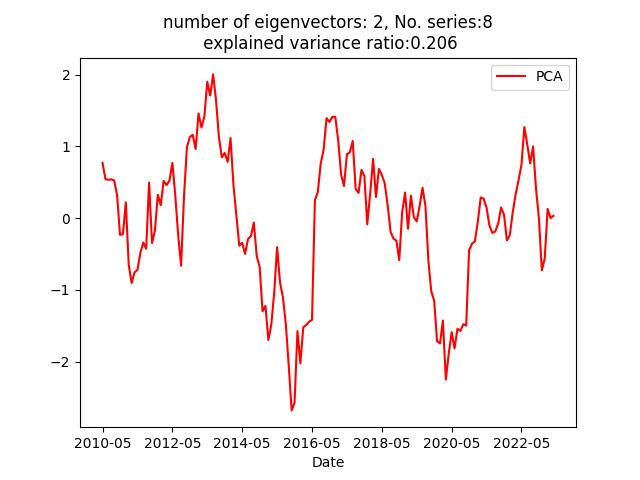 number of eigenvectors: 2, No. series:8
explained variance ratio:0.206
PCA
2
1
0
−1
−2
2010-05 2012-05 2014-05 2016-05 2018-05 2020-05 2022-05
Date